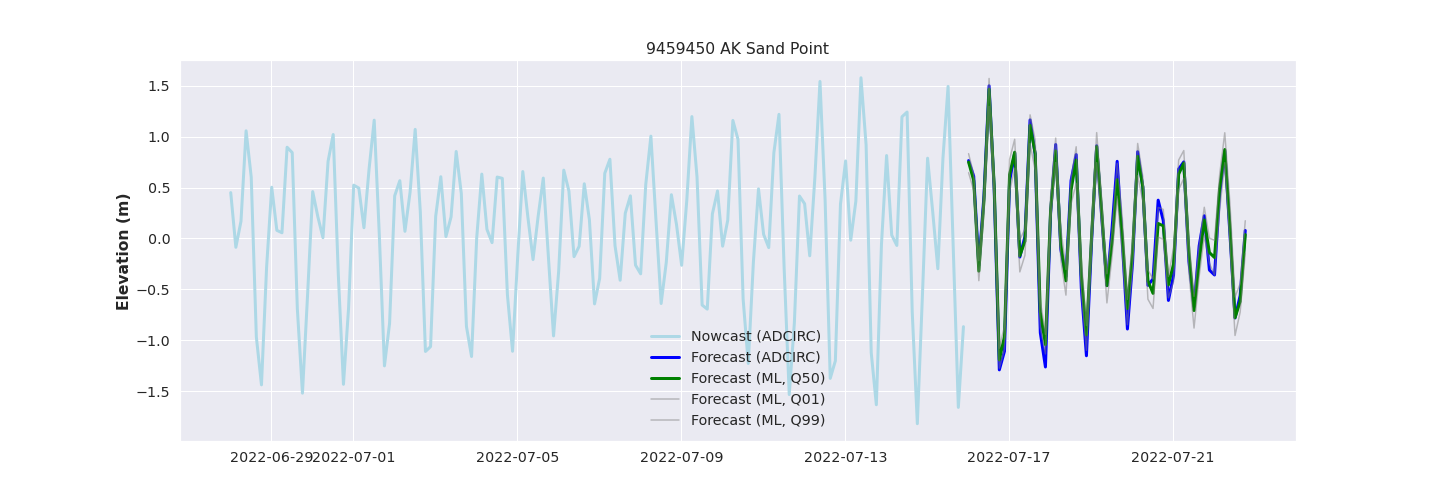 9459450 AK Sand Point
Elevation (m)
1.5
1.0
0.5
0.0
−0.5
−1.0
−1.5
Nowcast (ADCIRC)
Forecast (ADCIRC)
Forecast (ML, Q50)
Forecast (ML, Q01)
Forecast (ML, Q99)
2022-06-29 2022-07-01 2022-07-05 2022-07-09 2022-07-13 2022-07-17 2022-07-21